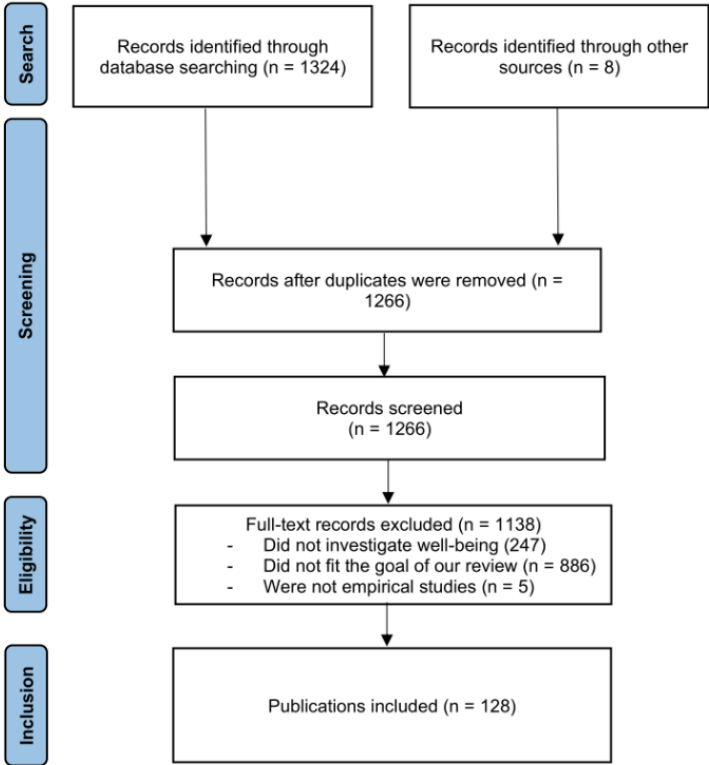 Search
Records identified through
database searching (n = 1324)
Records identified through other
sources (n = 8)
Screening
Records after duplicates were removed (n =
1266)
Records screened
(n = 1266)
Eligibility
Full-text records excluded (n = 1138)
- Did not investigate well-being (247)
- Did not fit the goal of our review (n = 886)
- Were not empirical studies (n = 5)
Inclusion
Publications included (n = 128)